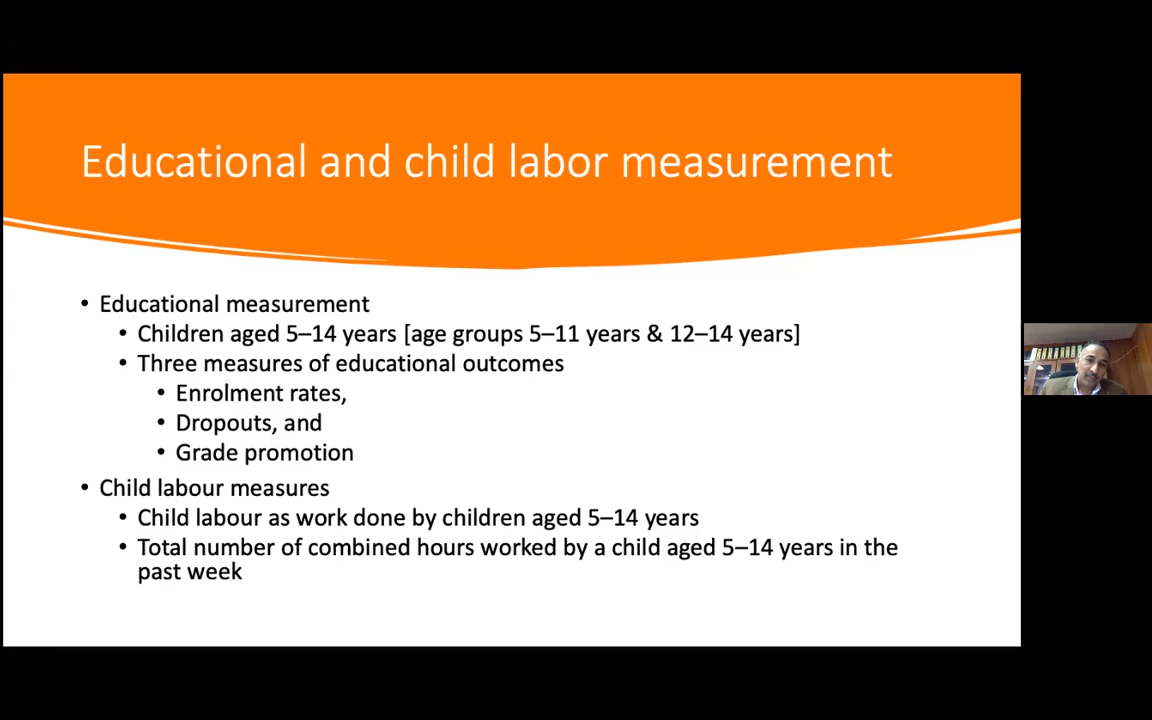 Educational and child labor measurement
• Educational measurement
• Children aged 5–14 years [age groups 5–11 years & 12–14 years]
• Three measures of educational outcomes
• Enrolment rates,
• Dropouts, and
• Grade promotion
• Child labour measures
• Child labour as work done by children aged 5–14 years
• Total number of combined hours worked by a child aged 5–14 years in the
past week